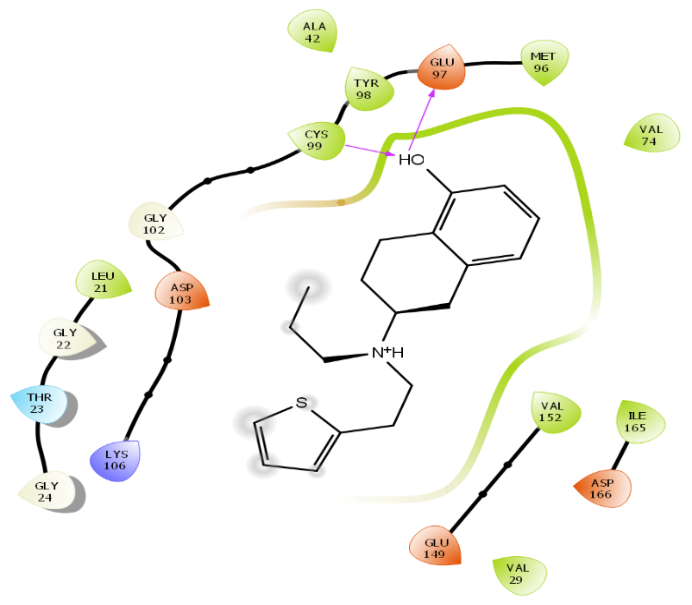 ALA
42
MET
96
GLU
97
TYR
98
VAL
74
CYS
99
HO
GLY
102
LEU
21
ASP
103
GLY
22
N+H
THR
23
S
VAL
152
ILE
165
LYS
106
ASP
166
GLY
24
GLU
149
VAL
29